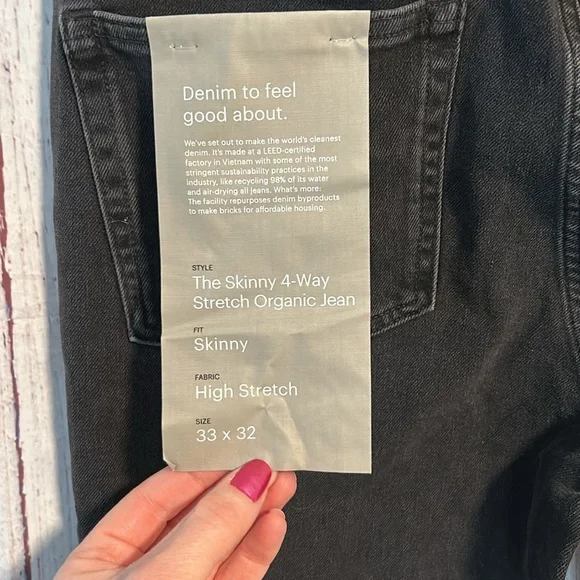 Denim to feel
good about.
We've set out to make the world's cleanest
denim. It's made at a LEED-certified
factory in Vietnam with some of the most
stringent sustainability practices in the
industry, like recycling 98% of its water
and air-drying all jeans. What's more:
The facility repurposes denim byproducts
to make bricks for affordable housing.
STYLE
The Skinny 4-Way
Stretch Organic Jean
FIT
Skinny
FABRIC
High Stretch
SIZE
33 x 32